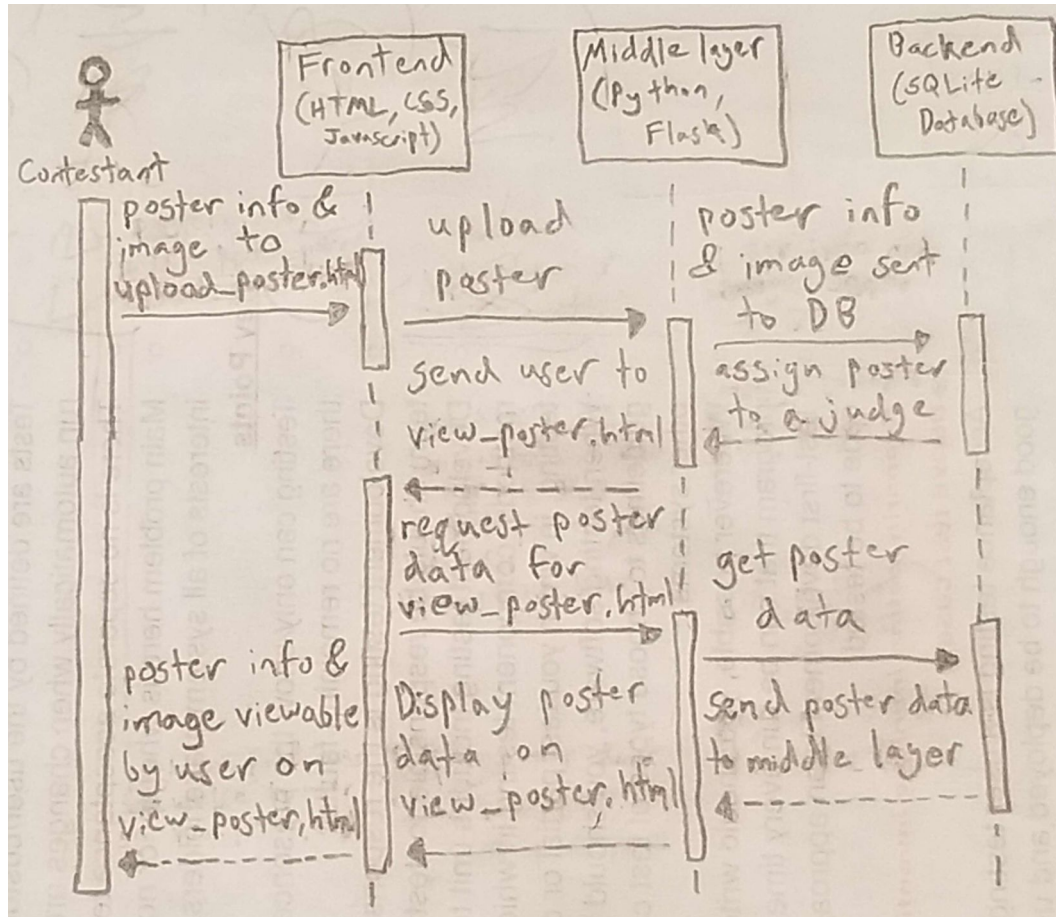 Contestant
Frontend
(HTML, CSS,
Javascript)
Middle layer
(Python,
Flask)
Backend
(SQLite
Database)
poster info &
image to
upload_poster.html
upload
poster
poster info
& image sent
to DB
assign poster
to a judge
send user to
view_poster.html
request poster
data for
view_poster.html
get poster
data
send poster data
to middle layer
Display poster
data on
view_poster.html
poster info &
image viewable
by user on
view_poster.html